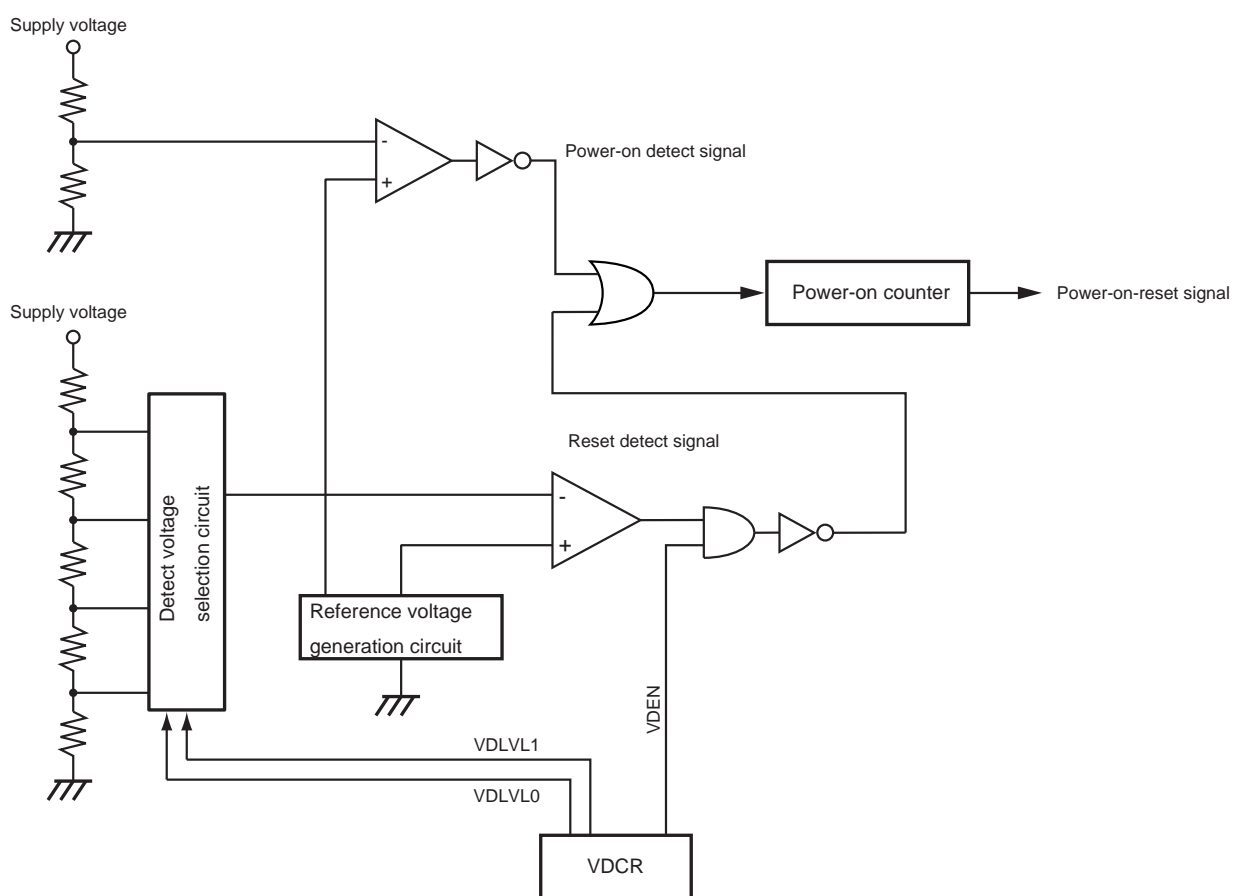 Supply voltage
-
+
Power-on detect signal
Power-on counter
Power-on-reset signal
Supply voltage
Detect voltage
selection circuit
Reset detect signal
-
+
Reference voltage
generation circuit
VDEN
VDLVL1
VDLVL0
VDCR